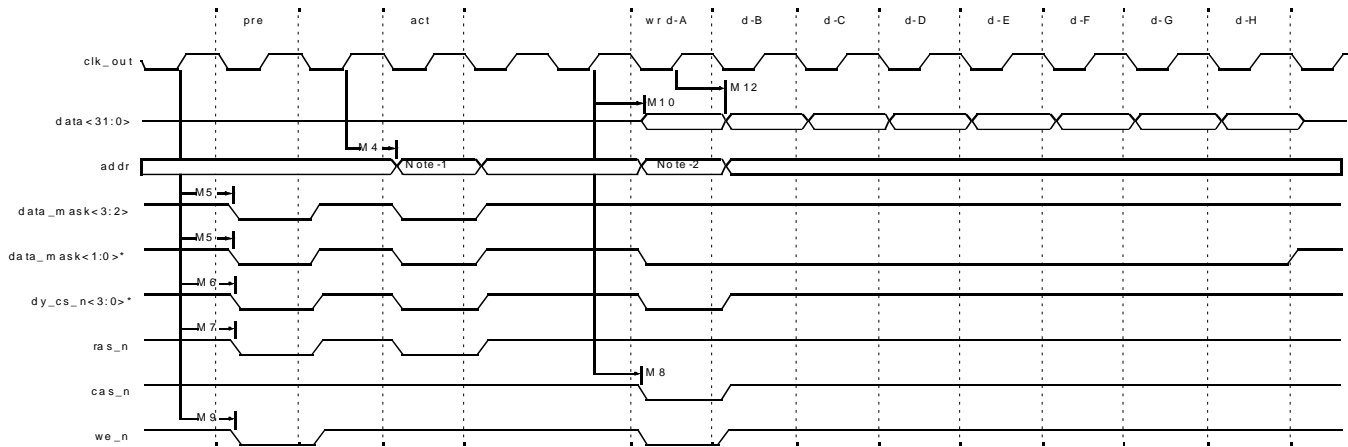 pre act wr d-A d-B d-C d-D d-E d-F d-G d-H
clk_out
M12
M10
data<31:0>
M4
addr Note-1 Note-2
M5
data_mask<3:2>
M5
data_mask<1:0>*
M6
dy_cs_n<3:0>*
M7
ras_n
M8
cas_n
M9
we_n